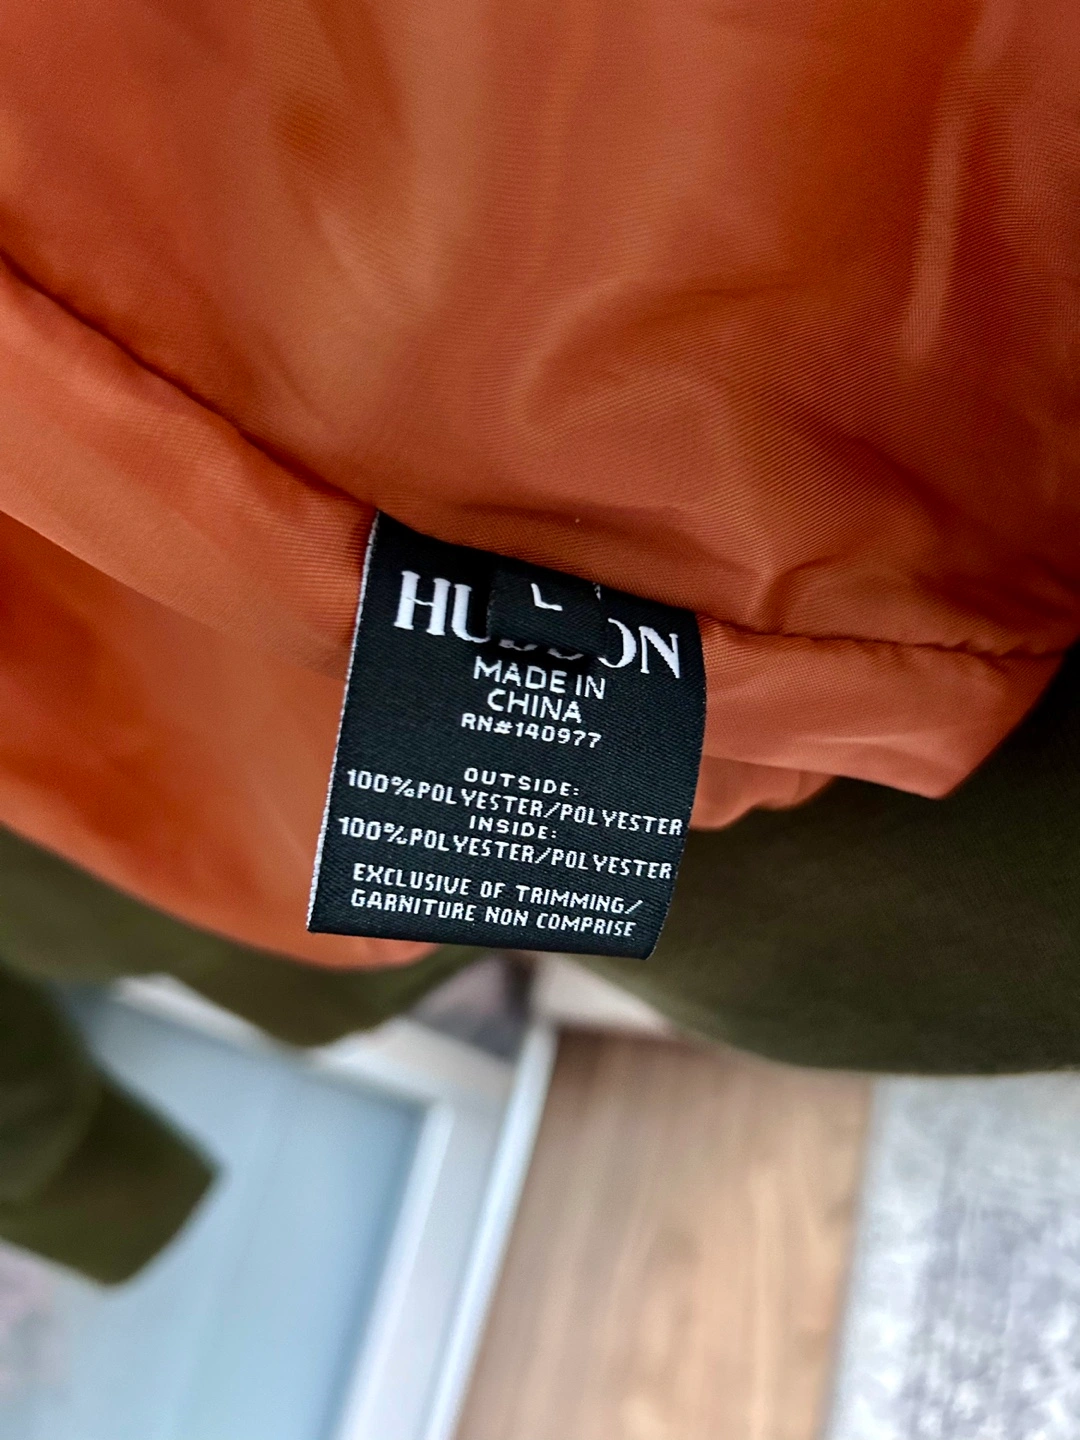 L
HUDSON
MADE IN
CHINA
RN#140977
OUTSIDE:
100%POLYESTER/POLYESTER
INSIDE:
100%POLYESTER/POLYESTER
EXCLUSIVE OF TRIMMING/
GARNITURE NON COMPRISE